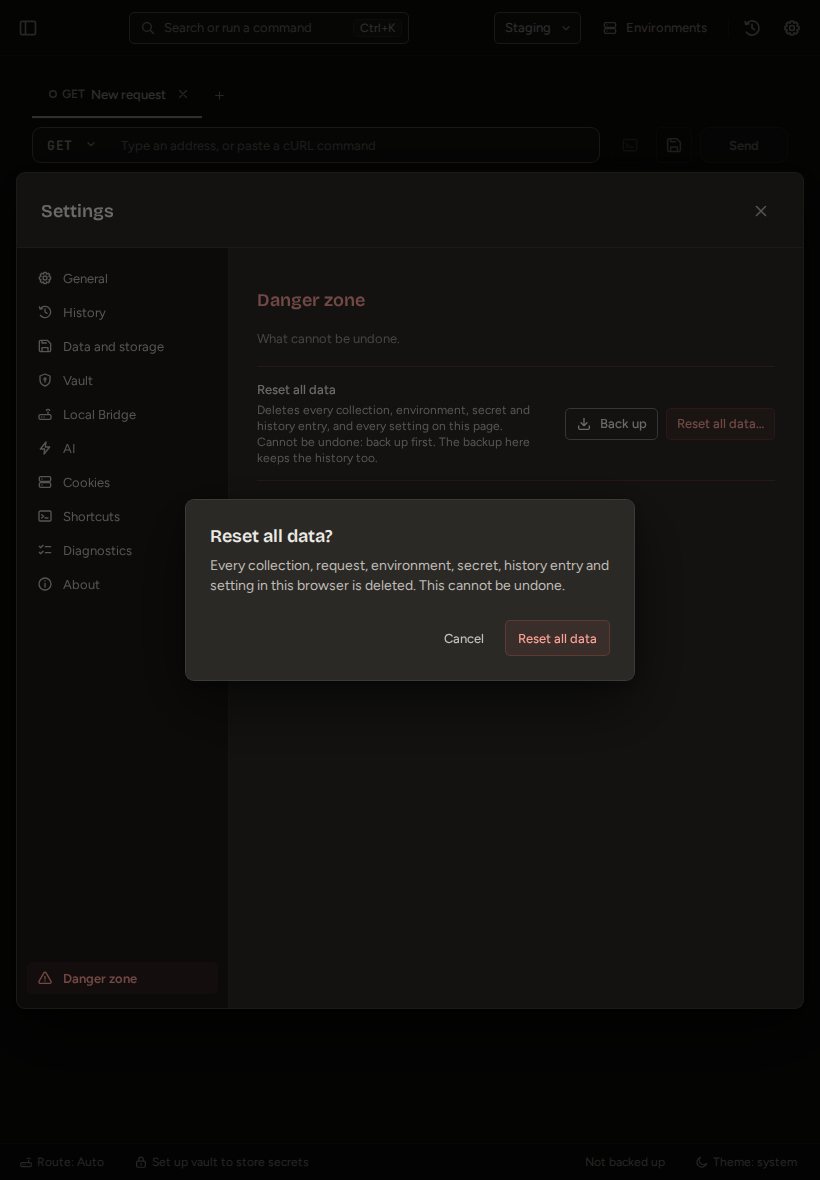 Search or run a command
Ctrl+K
Staging
Environments
GET New request
GET
Type an address, or paste a cURL command
Send
Settings
General
History
Data and storage
Vault
Local Bridge
AI
Cookies
Shortcuts
Diagnostics
About
Danger zone
Danger zone
What cannot be undone.
Reset all data
Deletes every collection, environment, secret and
history entry, and every setting on this page.
Cannot be undone: back up first. The backup here
keeps the history too.
Back up
Reset all data...
Reset all data?
Every collection, request, environment, secret, history entry and
setting in this browser is deleted. This cannot be undone.
Cancel
Reset all data
Route: Auto
Set up vault to store secrets
Not backed up
Theme: system